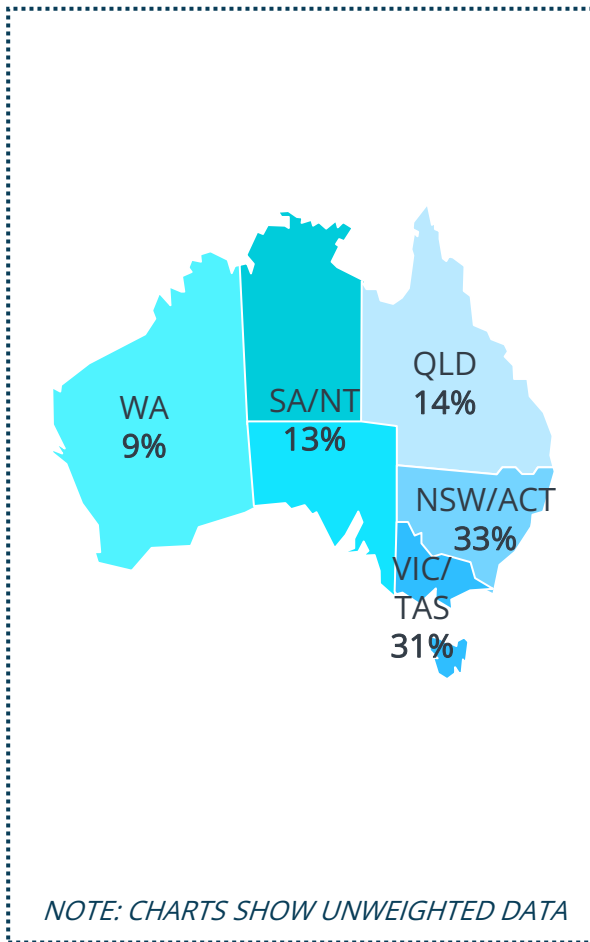 QLD
14%
WA
9%
SA/NT
13%
NSW/ACT
33%
VIC/
TAS
31%
NOTE: CHARTS SHOW UNWEIGHTED DATA